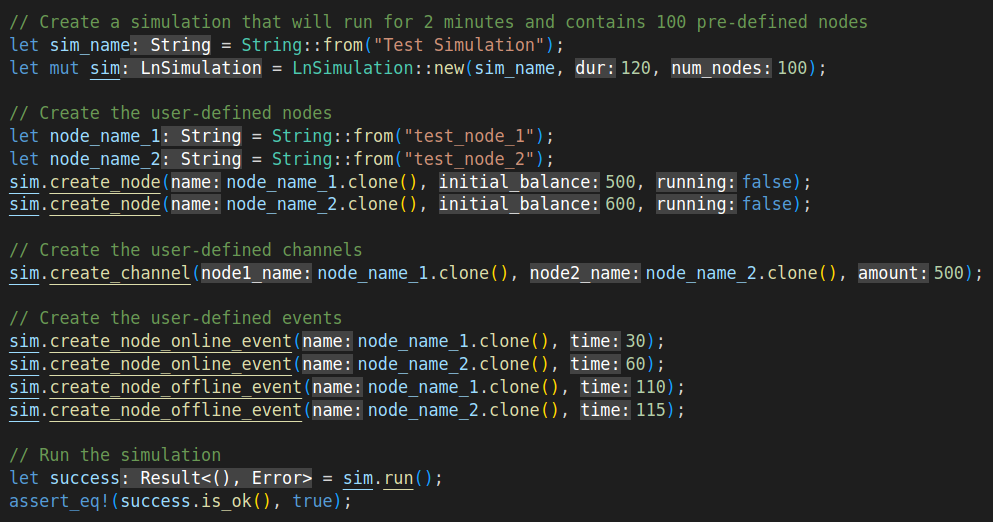 // Create a simulation that will run for 2 minutes and contains 100 pre-defined nodes
let sim_name: String = String::from("Test Simulation");
let mut sim: LnSimulation = LnSimulation::new(sim_name, dur: 120, num_nodes: 100);

// Create the user-defined nodes
let node_name_1: String = String::from("test_node_1");
let node_name_2: String = String::from("test_node_2");
sim.create_node(name: node_name_1.clone(), initial_balance: 500, running: false);
sim.create_node(name: node_name_2.clone(), initial_balance: 600, running: false);

// Create the user-defined channels
sim.create_channel(node1_name: node_name_1.clone(), node2_name: node_name_2.clone(), amount: 500);

// Create the user-defined events
sim.create_node_online_event(name: node_name_1.clone(), time: 30);
sim.create_node_online_event(name: node_name_2.clone(), time: 60);
sim.create_node_offline_event(name: node_name_1.clone(), time: 110);
sim.create_node_offline_event(name: node_name_2.clone(), time: 115);

// Run the simulation
let success: Result<(), Error> = sim.run();
assert_eq!(success.is_ok(), true);